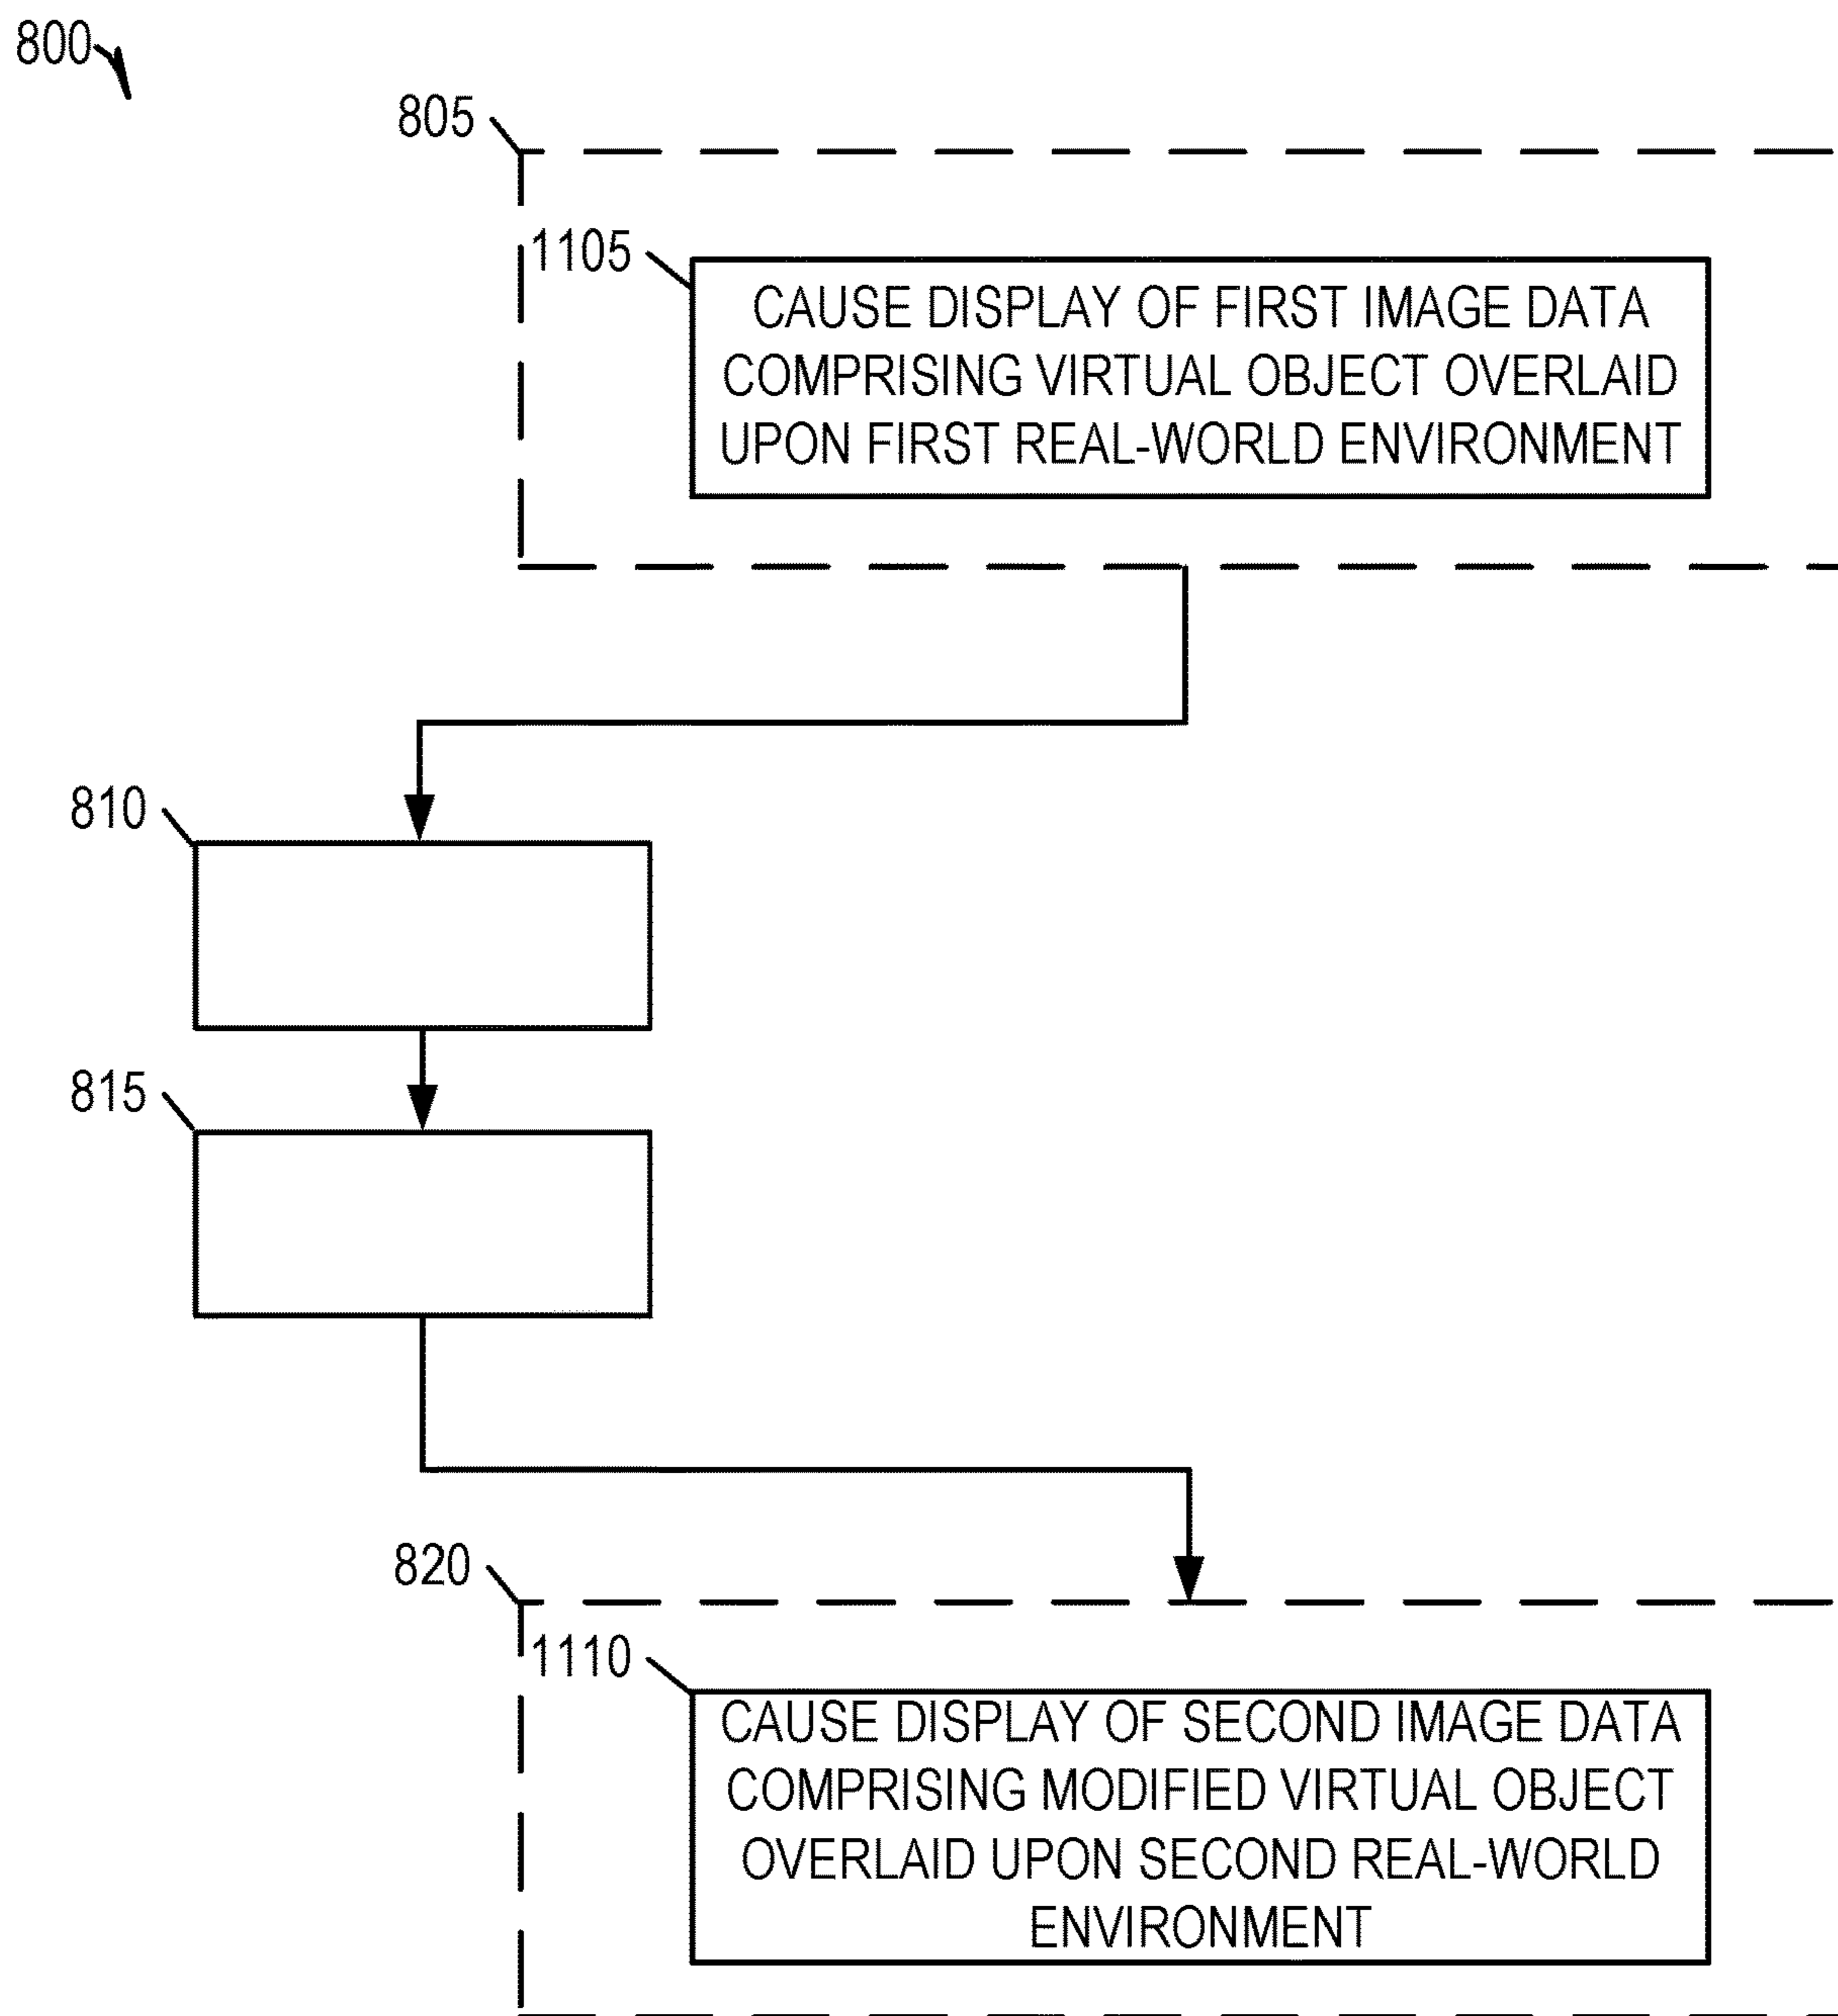 800
805
1105
CAUSE DISPLAY OF FIRST IMAGE DATA
COMPRISING VIRTUAL OBJECT OVERLAID
UPON FIRST REAL-WORLD ENVIRONMENT
810
815
820
1110
CAUSE DISPLAY OF SECOND IMAGE DATA
COMPRISING MODIFIED VIRTUAL OBJECT
OVERLAID UPON SECOND REAL-WORLD
ENVIRONMENT